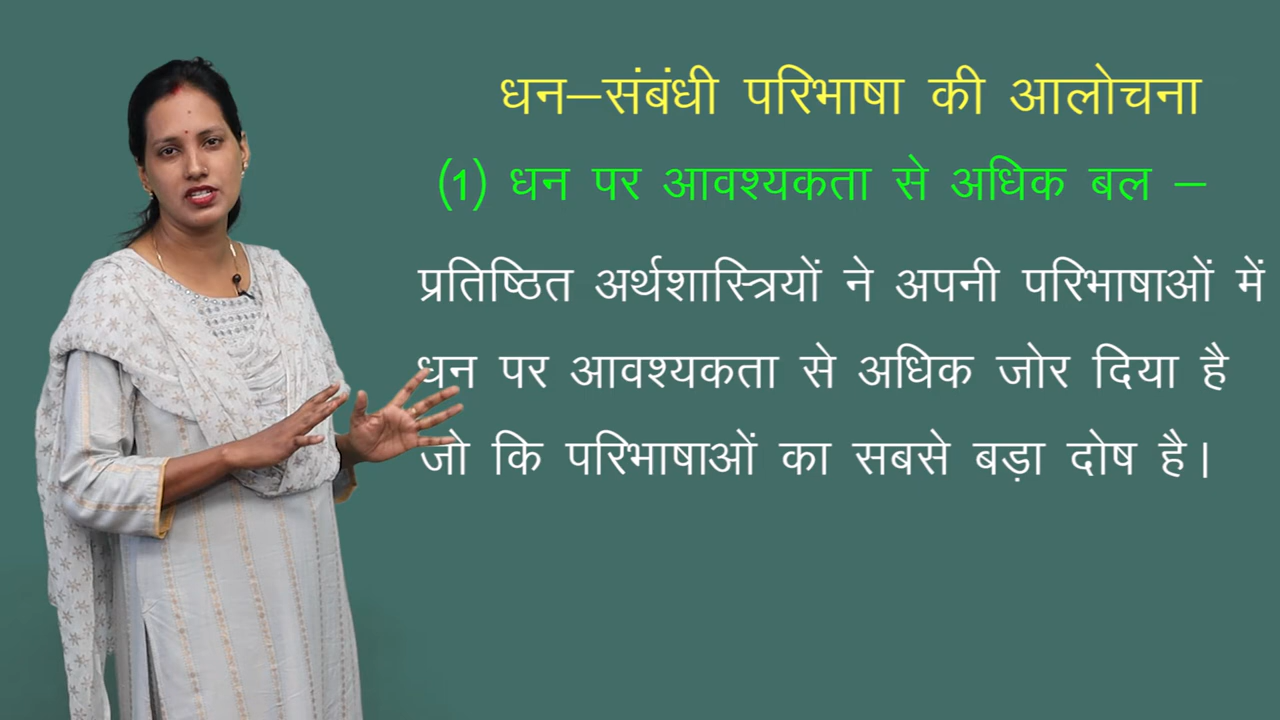 धन–संबंधी परिभाषा की आलोचना
(1) धन पर आवश्यकता से अधिक बल –
प्रतिष्ठित अर्थशास्त्रियों ने अपनी परिभाषाओं में
धन पर आवश्यकता से अधिक जोर दिया है
जो कि परिभाषाओं का सबसे बड़ा दोष है।